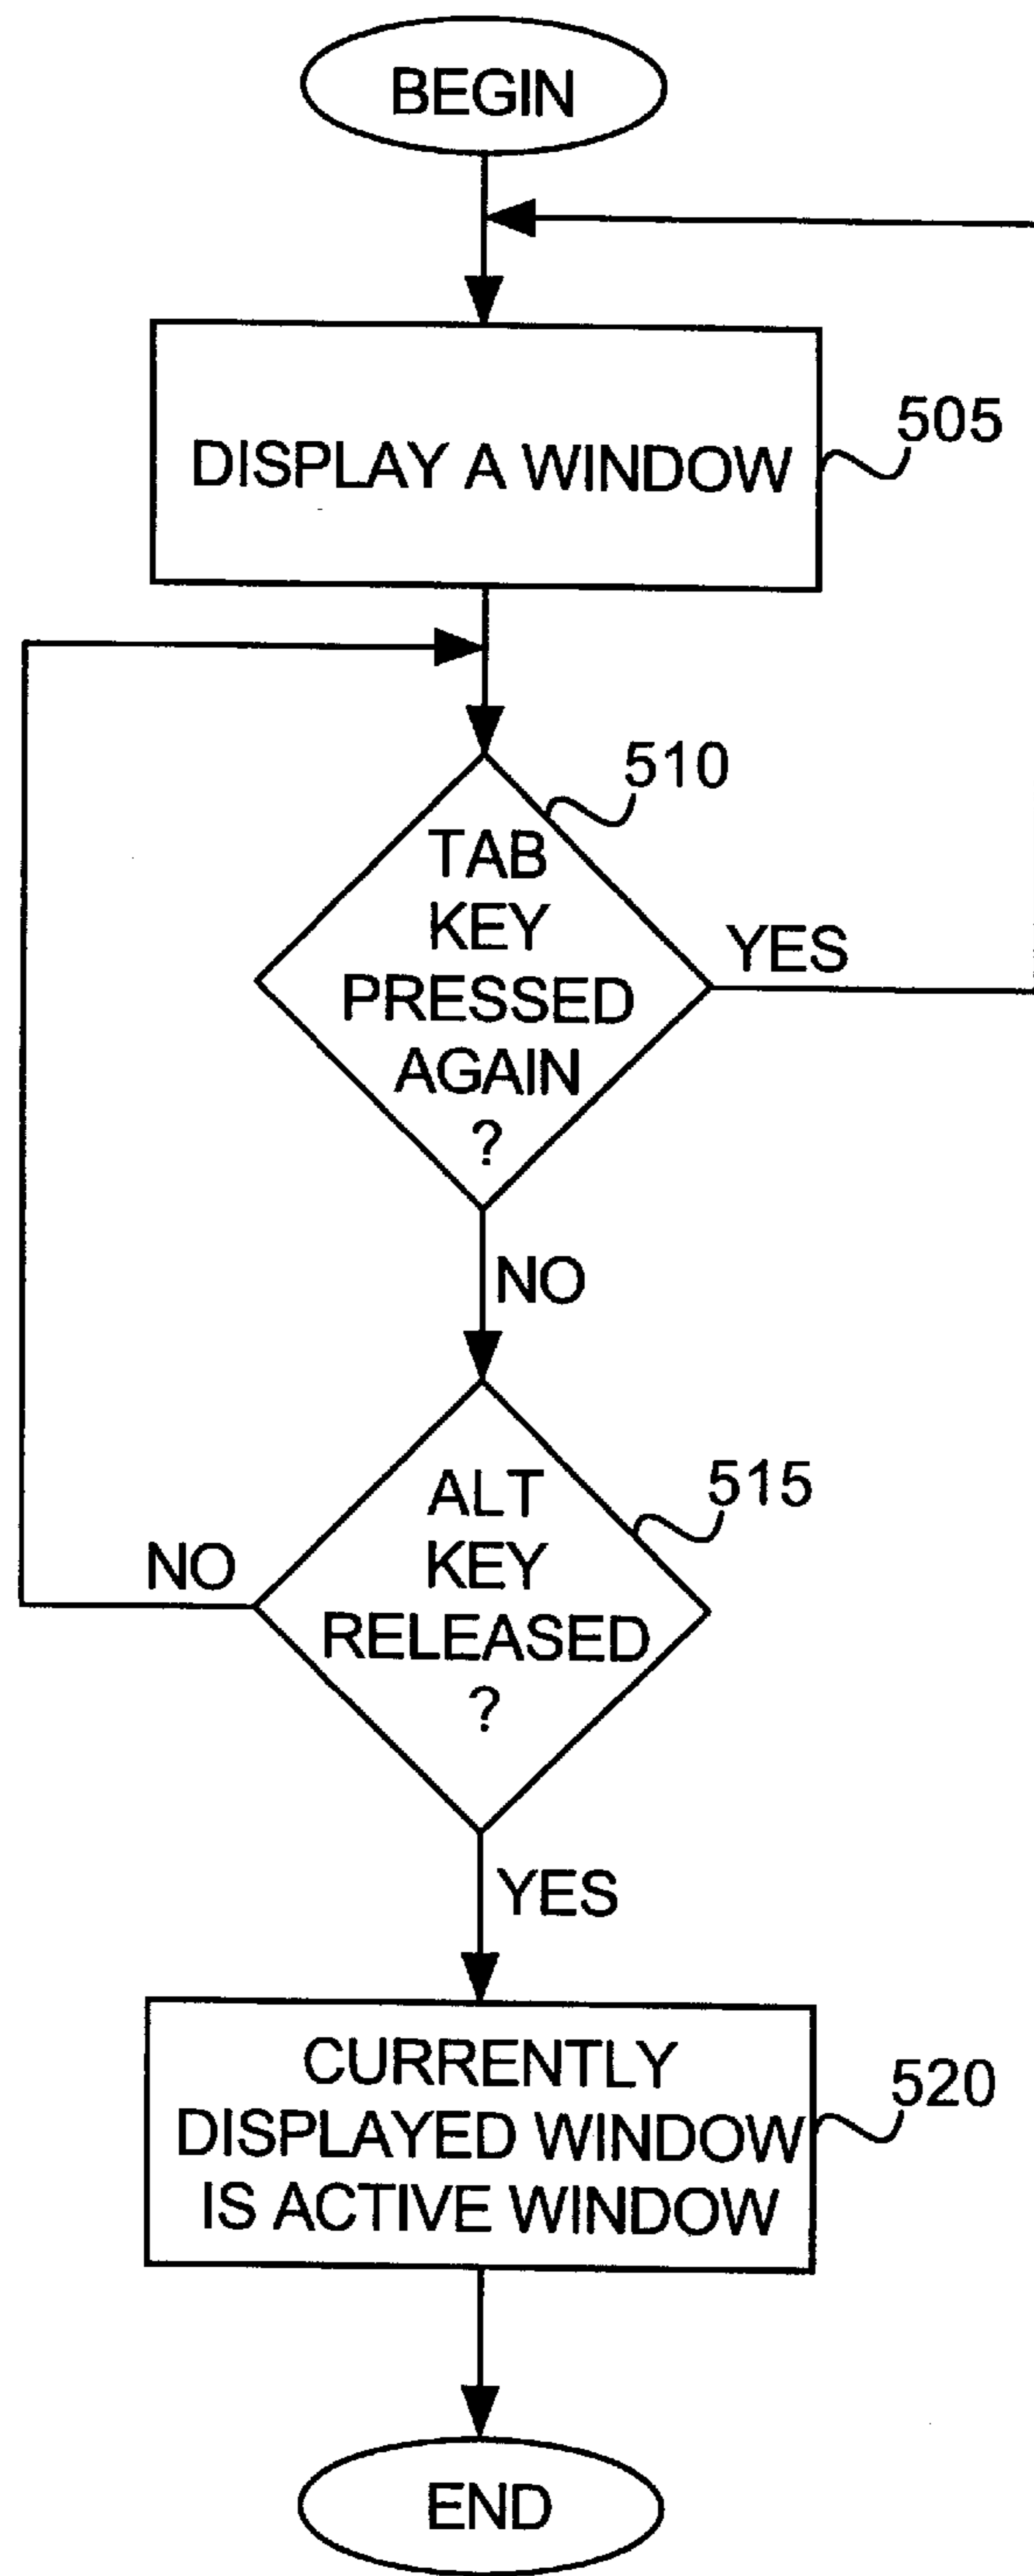 BEGIN
DISPLAY A WINDOW
505
510
TAB
KEY
PRESSED
AGAIN
?
YES
NO
515
ALT
KEY
RELEASED
?
NO
YES
CURRENTLY
DISPLAYED WINDOW
IS ACTIVE WINDOW
520
END